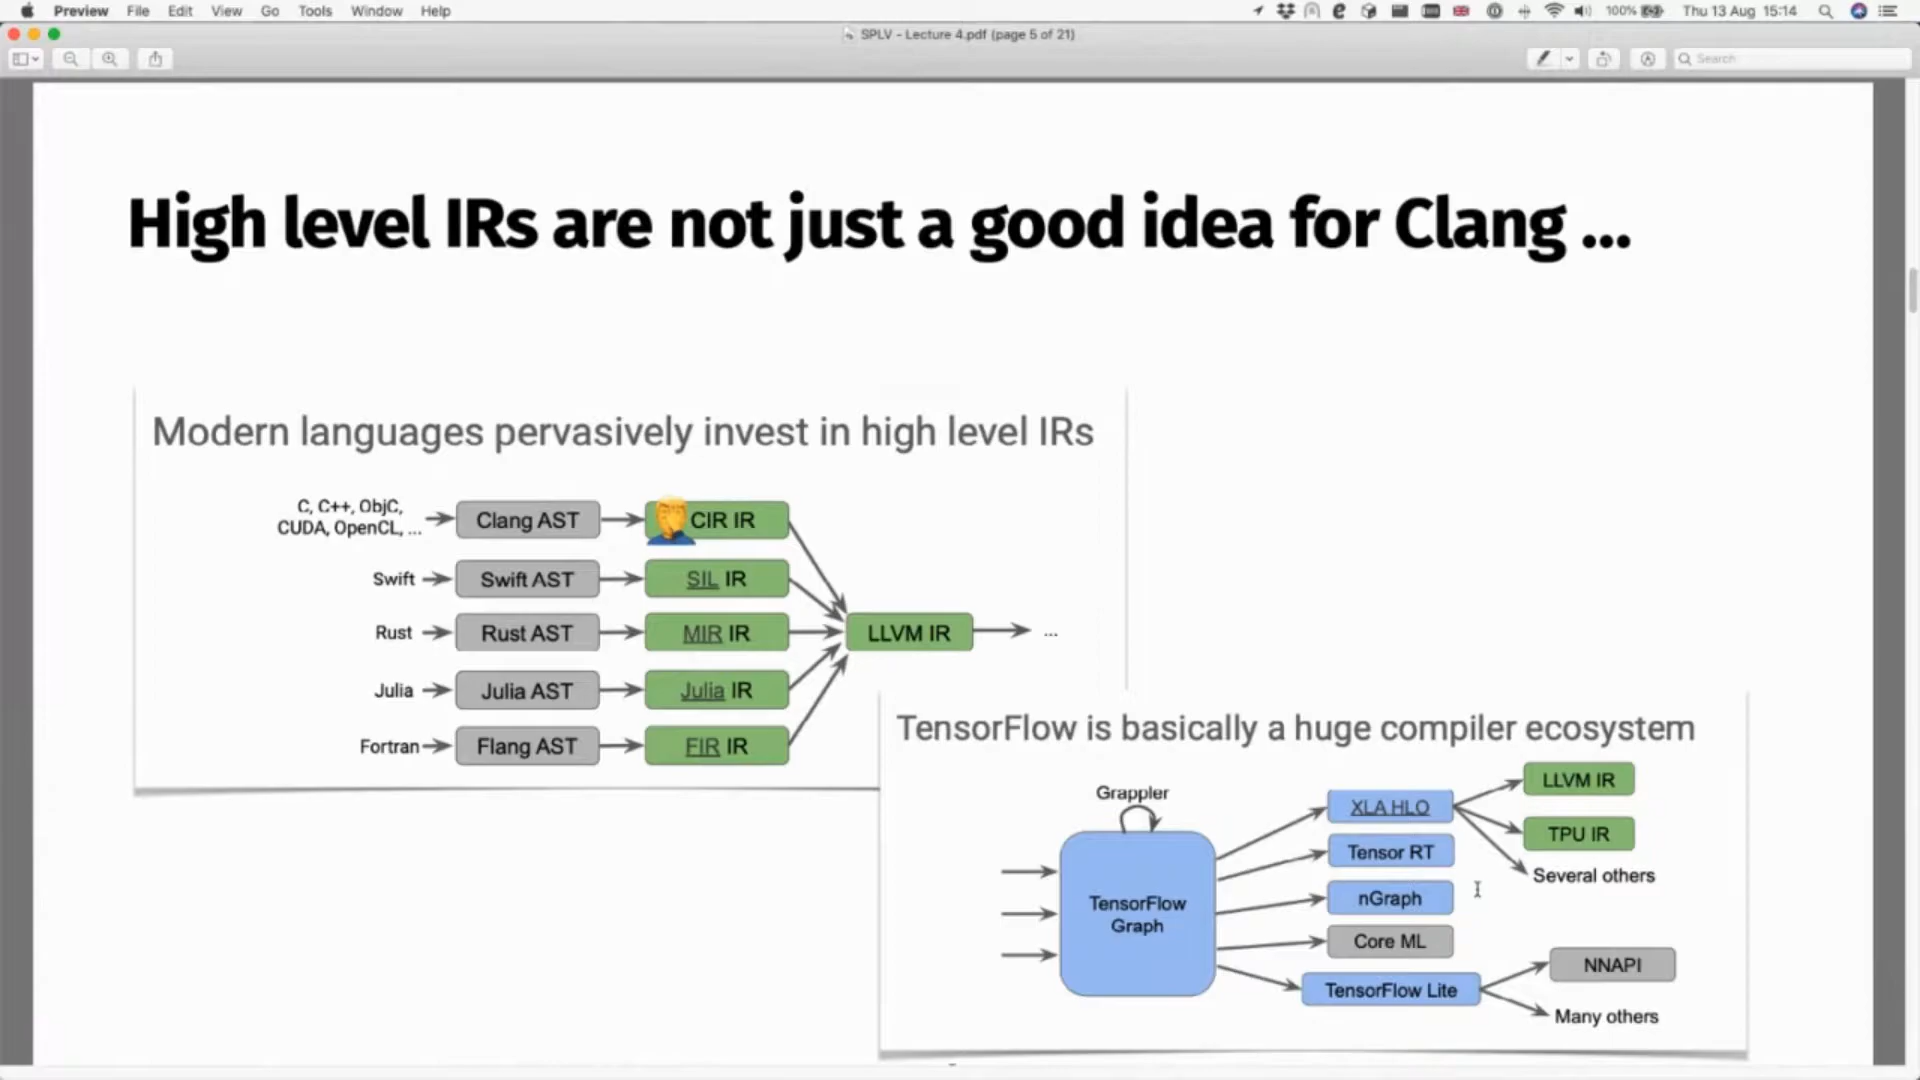 Preview File Edit View Go Tools Window Help 100% Thu 13 Aug 15:14
SPLV - Lecture 4.pdf (page 5 of 21)
Search
High level IRs are not just a good idea for Clang ...
Modern languages pervasively invest in high level IRs
C, C++, ObjC,
CUDA, OpenCL, ...
Clang AST
CIR IR
Swift
Swift AST
SIL IR
Rust
Rust AST
MIR IR
LLVM IR
...
Julia
Julia AST
Julia IR
Fortran
Flang AST
FIR IR
TensorFlow is basically a huge compiler ecosystem
Grappler
TensorFlow
Graph
XLA HLO
LLVM IR
TPU IR
Several others
Tensor RT
nGraph
Core ML
TensorFlow Lite
NNAPI
Many others